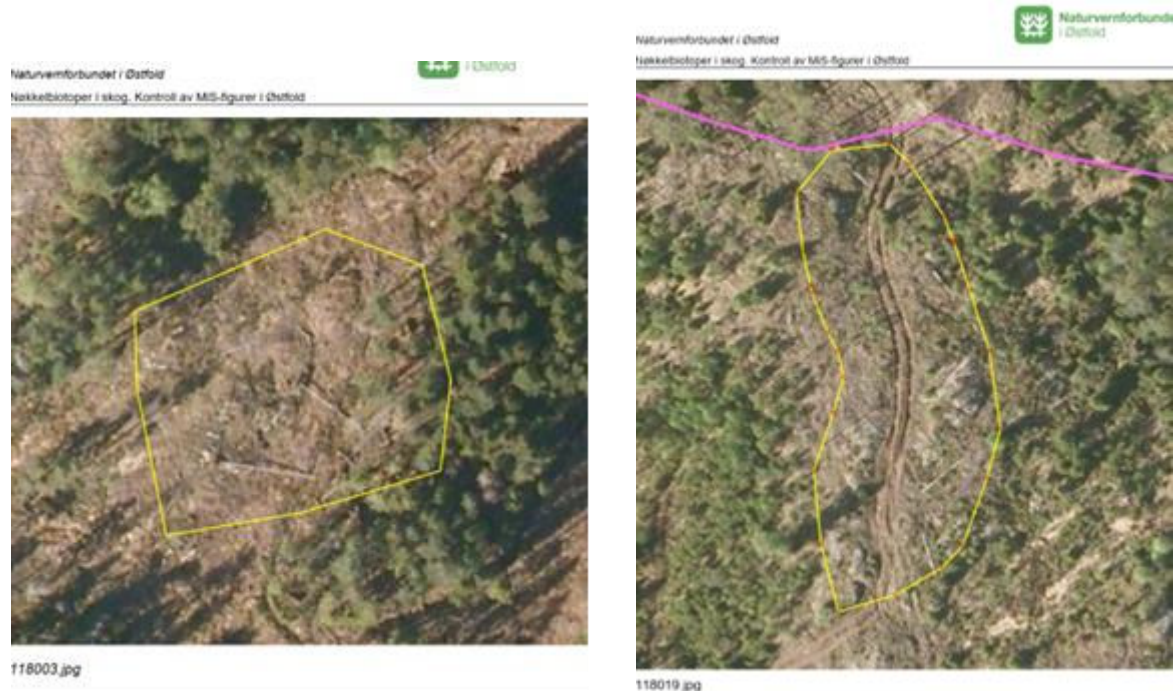 Naturvernforbundet i Østfold
i Østfold
Nøkkelbiotoper i skog. Kontroll av MiS-figurer i Østfold
118003.jpg
Naturvernforbunde
i Østfold
Naturvernforbundet i Østfold
Nøkkelbiotoper i skog. Kontroll av MiS-figurer i Østfold
118019.jpg